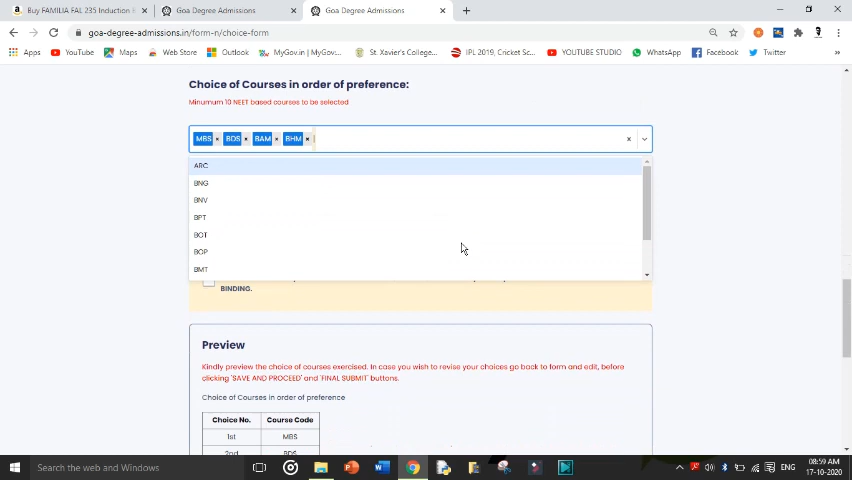 Buy FAMILIA FAL 235 Induction I
Goa Degree Admissions
Goa Degree Admissions
goa-degree-admissions.in/form-n/choice-form
Apps
YouTube
Maps
Web Store
Outlook
MyGov.in | MyGov...
St. Xavier's College...
IPL 2019, Cricket Sc...
YOUTUBE STUDIO
WhatsApp
Facebook
Twitter
»
Choice of Courses in order of preference:
Minumum 10 NEET based courses to be selected
MBS × BDS × BAM × BHM ×
ARC
BNG
BNV
BPT
BOT
BOP
BMT
BINDING.
Preview
Kindly preview the choice of courses exercised. In case you wish to revise your choices go back to form and edit, before
clicking 'SAVE AND PROCEED' and 'FINAL SUBMIT' buttons.
Choice of Courses in order of preference
Choice No. Course Code
1st MBS
2nd BDS
Search the web and Windows
ENG
08:59 AM
17-10-2020